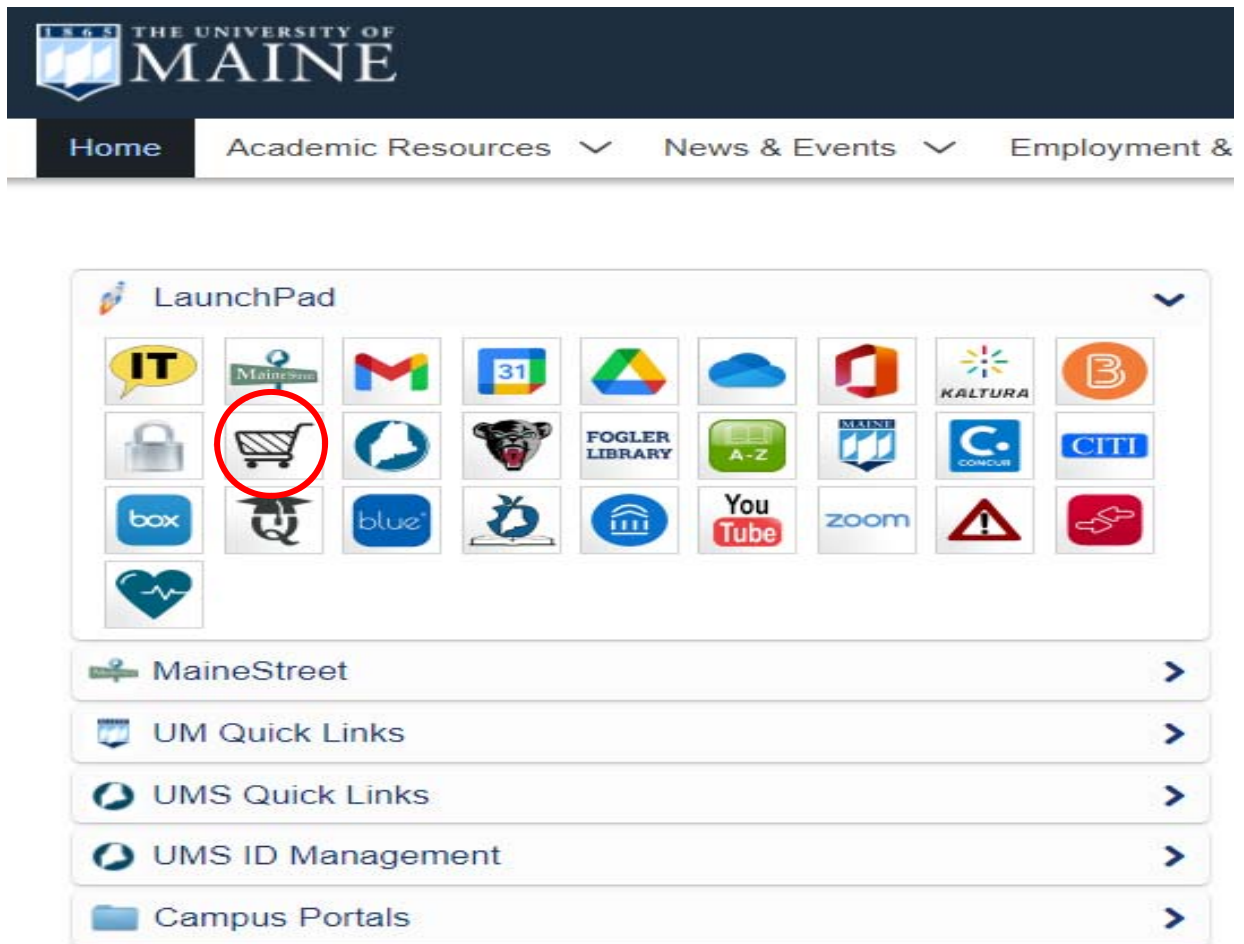 1865 THE UNIVERSITY OF
MAINE
Home Academic Resources News & Events Employment &
LaunchPad
IT MaineStreet 31 KALTURA B
FOGLER LIBRARY A-Z MAINE C. CONCUR CITI
box Q blue You Tube zoom
MaineStreet
UM Quick Links
UMS Quick Links
UMS ID Management
Campus Portals